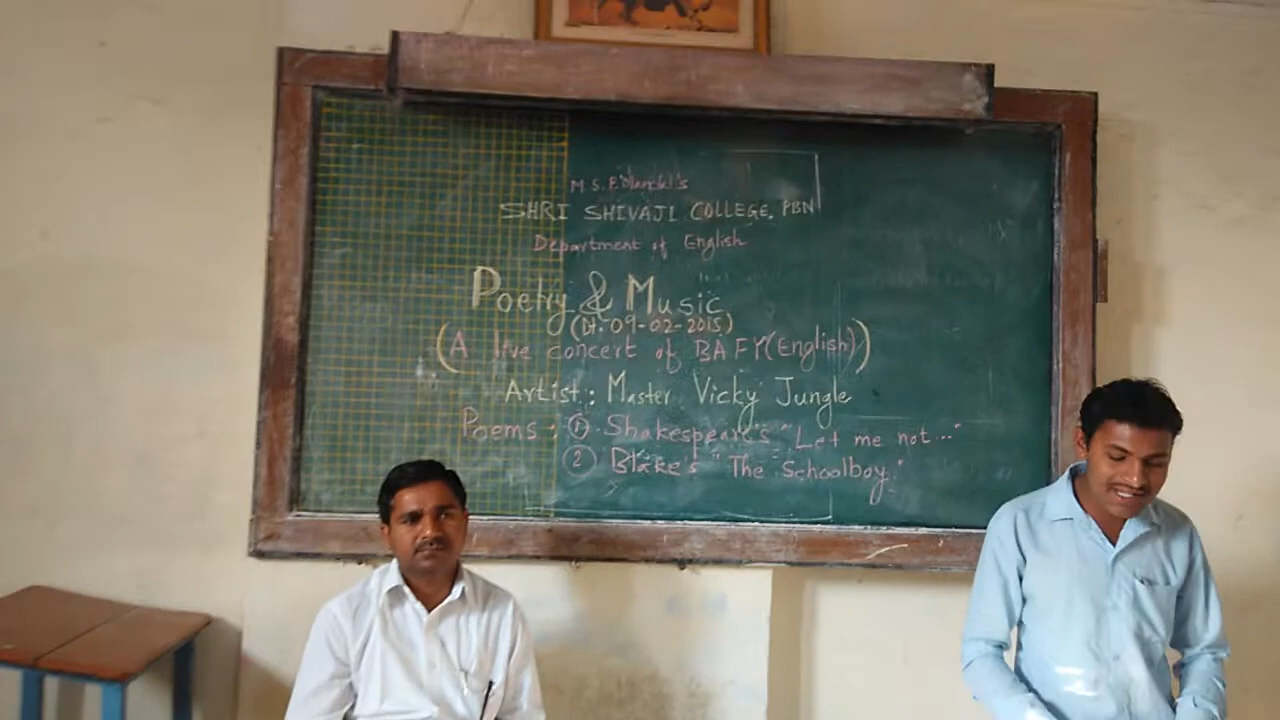 M S. P. Mandal's
SHRI SHIVAJI COLLEGE, PBN
Department of English
Poetry & Music
(Dt. 09-02-2015)
(A live concert of BA FY(English))
Artist : Master Vicky Jungle
Poems : ① Shakespeare's "Let me not..."
② Blake's "The Schoolboy."